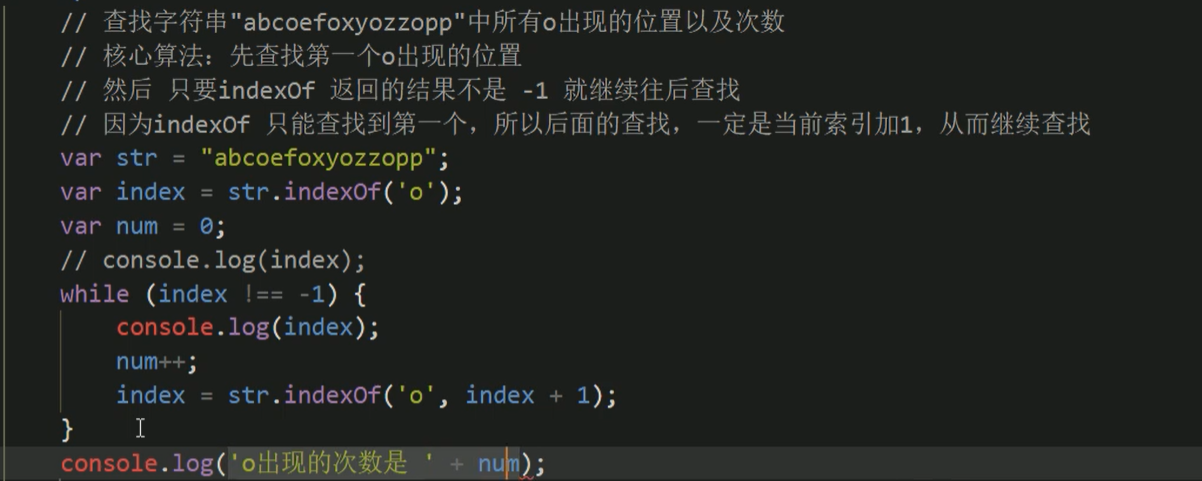 // 查找字符串"abcoefoxyozzopp"中所有o出现的位置以及次数
// 核心算法：先查找第一个o出现的位置
// 然后 只要indexOf 返回的结果不是 -1 就继续往后查找
// 因为indexOf 只能查找到第一个，所以后面的查找，一定是当前索引加1，从而继续查找
var str = "abcoefoxyozzopp";
var index = str.indexOf('o');
var num = 0;
// console.log(index);
while (index !== -1) {
    console.log(index);
    num++;
    index = str.indexOf('o', index + 1);
}
console.log('o出现的次数是 ' + num);